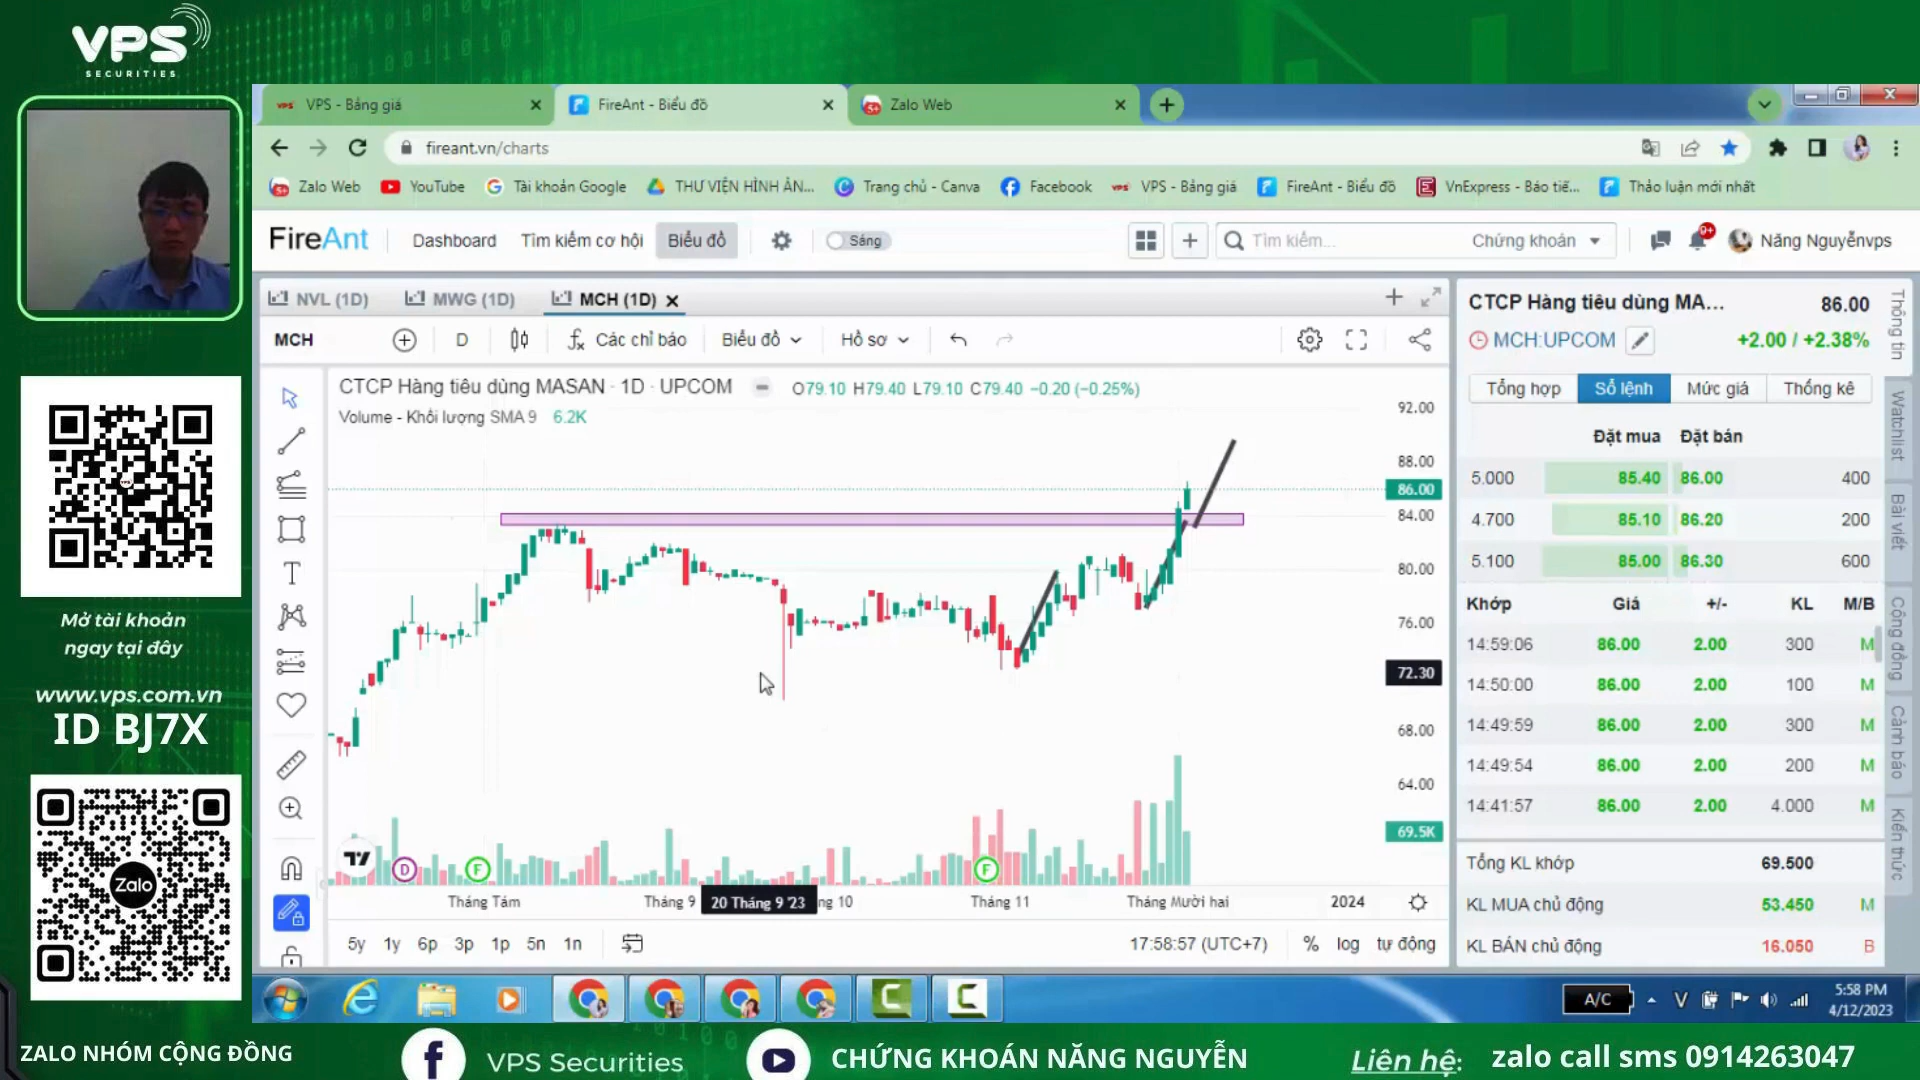 VPS
SECURITIES
VPS - Bảng giá
FireAnt - Biểu đồ
Zalo Web
fireant.vn/charts
Zalo Web
YouTube
Tài khoản Google
THƯ VIỆN HÌNH ẢN...
Trang chủ - Canva
Facebook
VPS - Bảng giá
FireAnt - Biểu đồ
VnExpress - Báo tiế...
Thảo luận mới nhất
FireAnt
Dashboard
Tìm kiếm cơ hội
Biểu đồ
Sáng
Tìm kiếm...
Chứng khoán
9+
Năng Nguyễnvps
NVL (1D)
MWG (1D)
MCH (1D)
MCH
D
Các chỉ báo
Biểu đồ
Hồ sơ
CTCP Hàng tiêu dùng MASAN · 1D · UPCOM
O79.10 H79.40 L79.10 C79.40 −0.20 (−0.25%)
Volume - Khối lượng SMA 9 6.2K
92.00
88.00
86.00
84.00
80.00
76.00
72.30
68.00
64.00
69.5K
D
F
F
Tháng Tám
Tháng 9
20 Tháng 9 '23
ng 10
Tháng 11
Tháng Mười hai
2024
5y 1y 6p 3p 1p 5n 1n
17:58:57 (UTC+7)
% log tự động
CTCP Hàng tiêu dùng MA... 86.00
MCH:UPCOM +2.00 / +2.38%
Tổng hợp Sổ lệnh Mức giá Thống kê
Đặt mua Đặt bán
5.000 85.40 86.00 400
4.700 85.10 86.20 200
5.100 85.00 86.30 600
Khớp Giá +/- KL M/B
14:59:06 86.00 2.00 300 M
14:50:00 86.00 2.00 100 M
14:49:59 86.00 2.00 300 M
14:49:54 86.00 2.00 200 M
14:41:57 86.00 2.00 4.000 M
Tổng KL khớp 69.500
KL MUA chủ động 53.450 M
KL BÁN chủ động 16.050 B
Thông tin
Watchlist
Bài viết
Cộng đồng
Cảnh báo
Kiến thức
Mở tài khoản
ngay tại đây
www.vps.com.vn
ID BJ7X
Zalo
A/C
5:58 PM
4/12/2023
ZALO NHÓM CỘNG ĐỒNG
VPS Securities
CHỨNG KHOÁN NĂNG NGUYỄN
Liên hệ: zalo call sms 0914263047